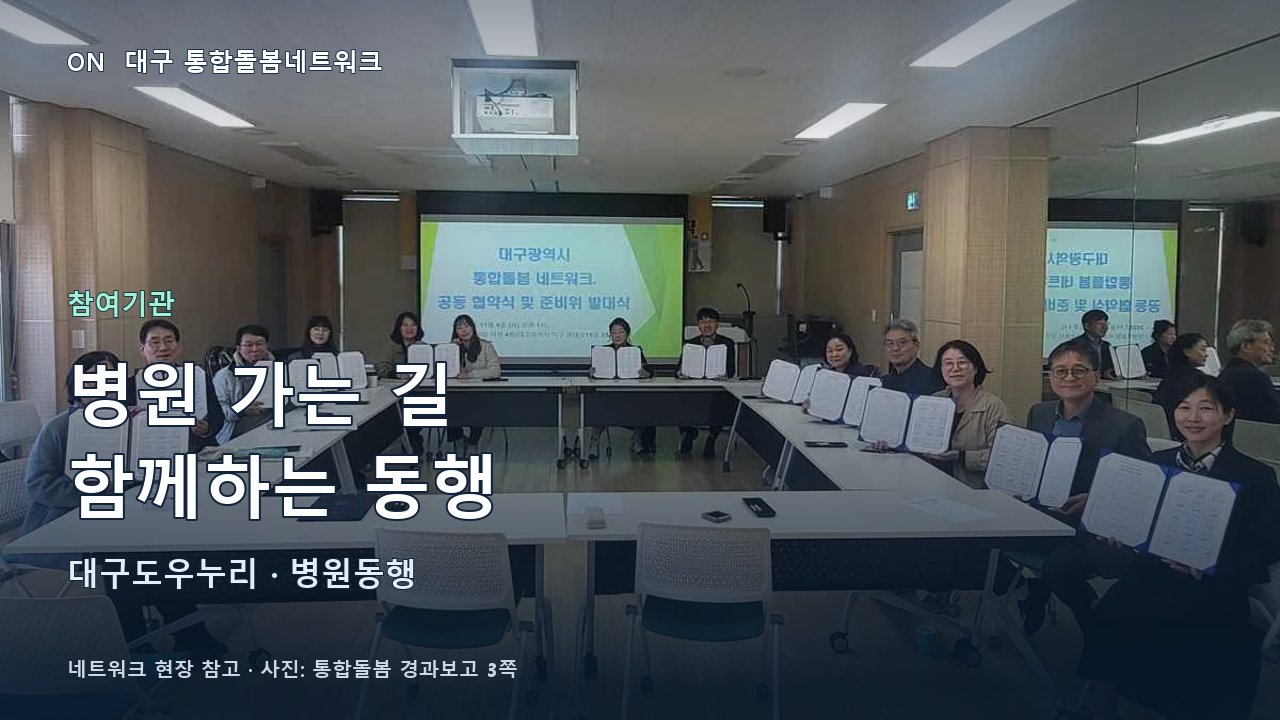 ON 대구 통합돌봄네트워크
대구광역시
통합돌봄 네트워크.
공동 협약식 및 준비위 발대식
참여기관
병원 가는 길
함께하는 동행
대구도우누리 · 병원동행
네트워크 현장 참고 · 사진: 통합돌봄 경과보고 3쪽